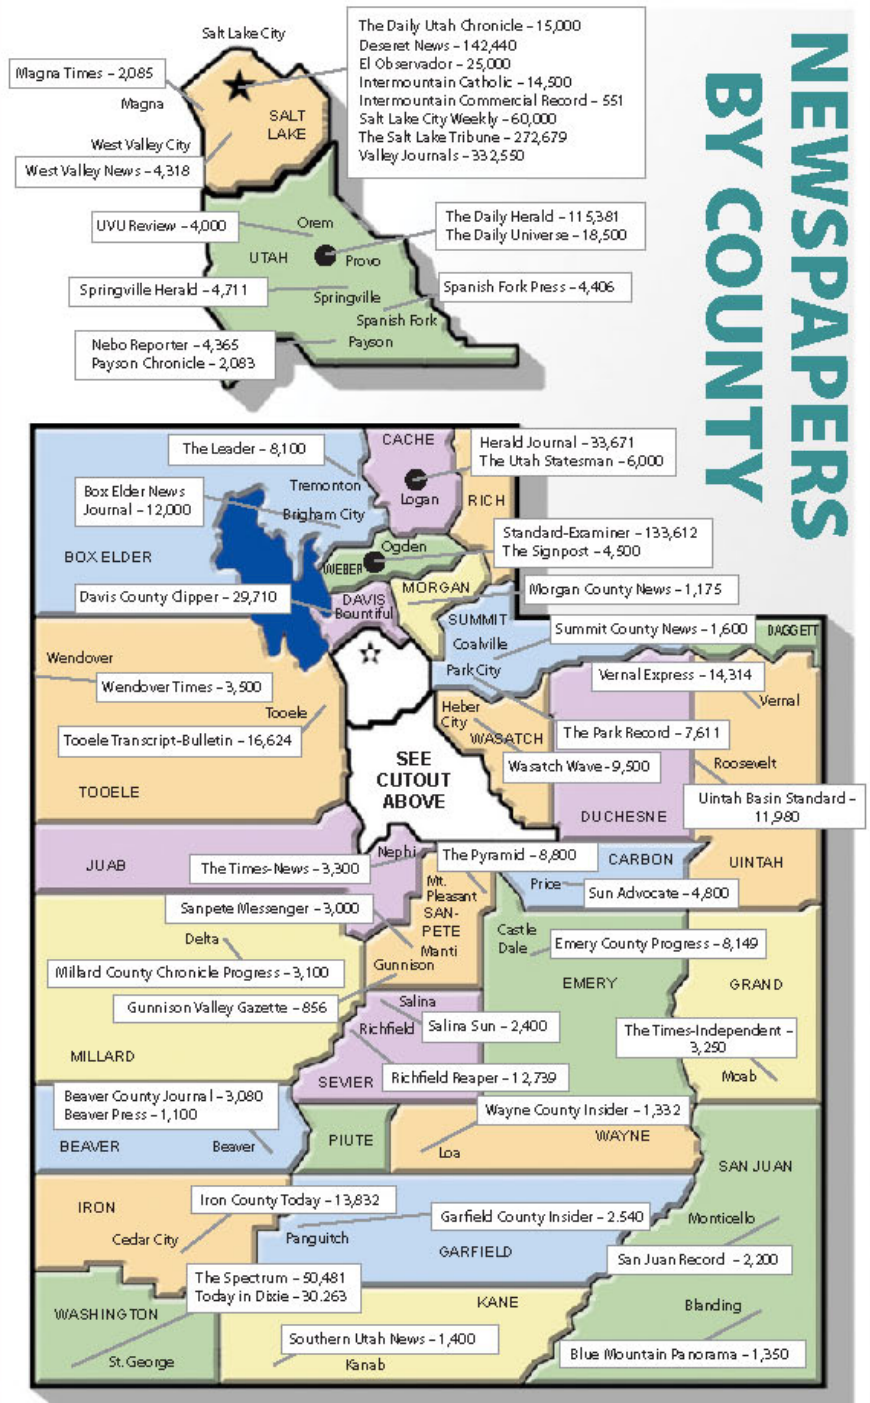 NEWSPAPERS
BY COUNTY
Salt Lake City
The Daily Utah Chronicle – 15,000
Deseret News – 142,440
El Observador – 25,000
Intermountain Catholic – 14,500
Intermountain Commercial Record – 551
Salt Lake City Weekly – 60,000
The Salt Lake Tribune – 272,679
Valley Journals – 332,550
Magna Times – 2,085
Magna
SALT
LAKE
West Valley City
West Valley News – 4,318
UVU Review – 4,000
Orem
The Daily Herald – 115,381
The Daily Universe – 18,500
UTAH
Provo
Springville Herald – 4,711
Springville
Spanish Fork Press – 4,406
Spanish Fork
Nebo Reporter – 4,365
Payson Chronicle – 2,083
Payson
The Leader – 8,100
CACHE
Herald Journal – 33,671
The Utah Statesman – 6,000
Tremonton
Box Elder News
Journal – 12,000
Logan
RICH
Brigham City
BOX ELDER
Ogden
Standard-Examiner – 133,612
The Signpost – 4,500
WEBER
MORGAN
Morgan County News – 1,175
Davis County Clipper – 29,710
DAVIS
Bountiful
SUMMIT
Coalville
Summit County News – 1,600
DAGGETT
Wendover
Park City
Vernal Express – 14,314
Wendover Times – 3,500
Vernal
Tooele
Heber
City
WASATCH
The Park Record – 7,611
Tooele Transcript-Bulletin – 16,624
Wasatch Wave – 9,500
Roosevelt
SEE
CUTOUT
ABOVE
TOOELE
Uintah Basin Standard –
11,980
DUCHESNE
JUAB
Nephi
The Times-News – 3,300
The Pyramid – 8,800
CARBON
UINTAH
Mt.
Pleasant
Price
Sun Advocate – 4,800
Sanpete Messenger – 3,000
SAN-
PETE
Manti
Delta
Castle
Dale
Emery County Progress – 8,149
Millard County Chronicle Progress – 3,100
Gunnison
EMERY
GRAND
Gunnison Valley Gazette – 856
Salina
Salina Sun – 2,400
Richfield
The Times-Independent –
3,250
MILLARD
Moab
SEVIER
Richfield Reaper – 12,739
Beaver County Journal – 3,080
Beaver Press – 1,100
Wayne County Insider – 1,332
BEAVER
Beaver
PIUTE
WAYNE
Loa
SAN JUAN
IRON
Iron County Today – 13,832
Garfield County Insider – 2.540
Monticello
Cedar City
Panguitch
GARFIELD
San Juan Record – 2,200
The Spectrum – 50,481
Today in Dixie – 30.263
WASHINGTON
KANE
Blanding
Southern Utah News – 1,400
St. George
Kanab
Blue Mountain Panorama – 1,350